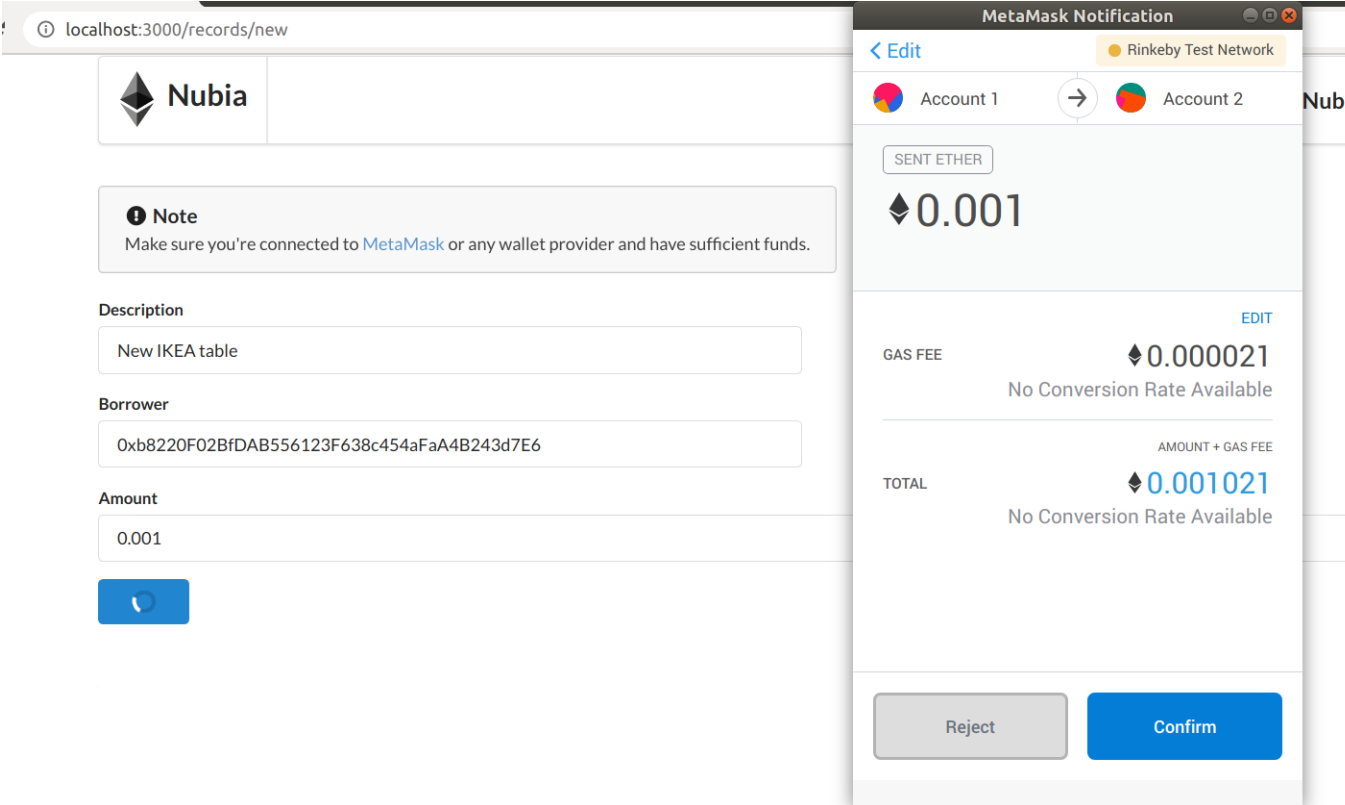 localhost:3000/records/new
Nubia
Note
Make sure you're connected to MetaMask or any wallet provider and have sufficient funds.
Description
New IKEA table
Borrower
0xb8220F02BfDAB556123F638c454aFaA4B243d7E6
Amount
0.001
MetaMask Notification
Edit
Rinkeby Test Network
Account 1
Account 2
Nub
SENT ETHER
0.001
EDIT
GAS FEE
0.000021
No Conversion Rate Available
AMOUNT + GAS FEE
TOTAL
0.001021
No Conversion Rate Available
Reject
Confirm